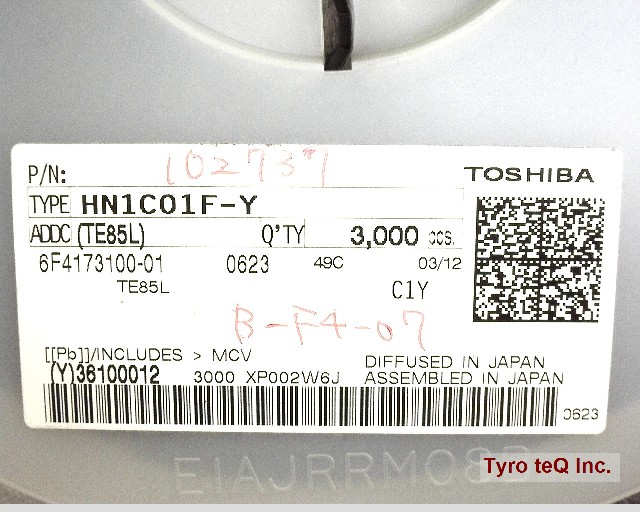 P/N: 102737 TOSHIBA
TYPE HN1C01F-Y
ADDC (TE85L) Q'TY 3,000 PCS.
6F4173100-01 0623 49C 03/12
TE85L C1Y
B-F4-07
[[Pb]]/INCLUDES > MCV DIFFUSED IN JAPAN
(Y)36100012 3000 XP002W6J ASSEMBLED IN JAPAN
0623
EIAJRRM08B
Tyro teQ Inc.